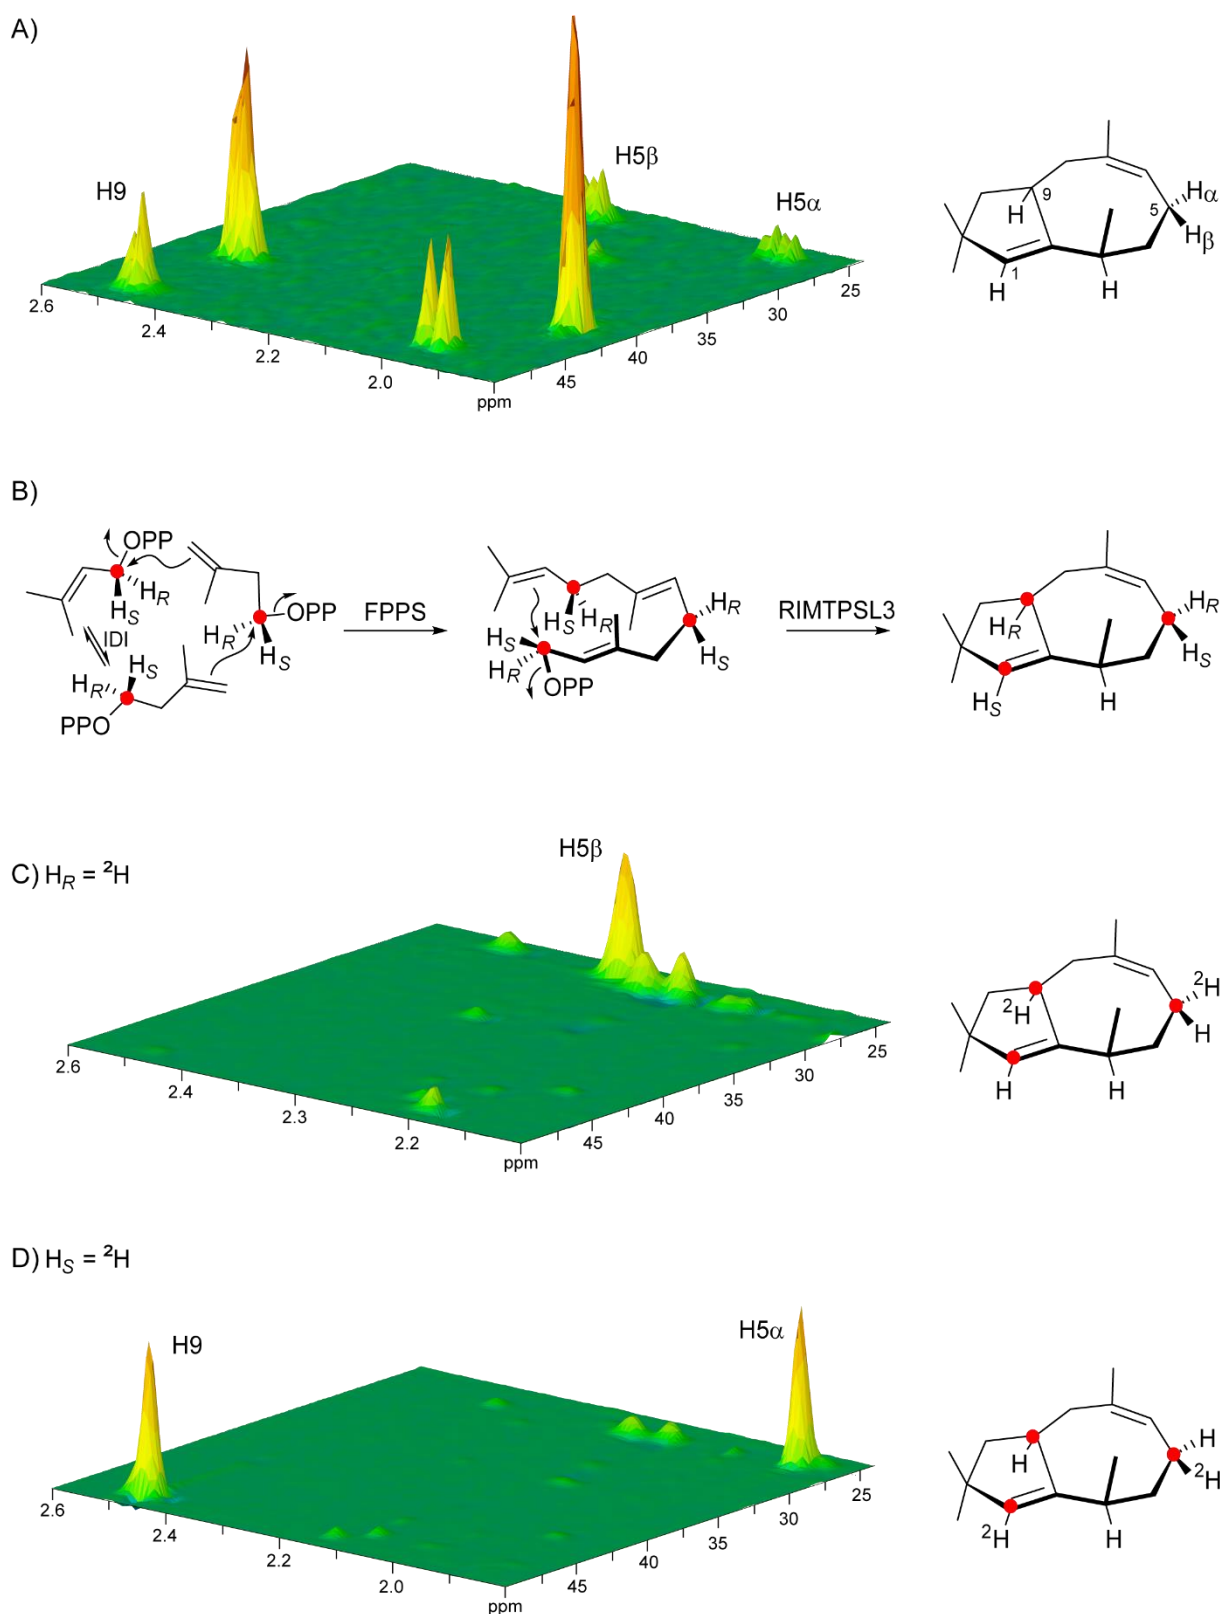 A)
H9
H5β
H5α
2.6
2.4
2.2
2.0
ppm
45
40
35
30
25
9
H
1
H
H
5
Hα
Hβ
B)
OPP
HR
HS
IDI
HS
HR
PPO
OPP
HR
HS
FPPS
HS
HR
HS
HR
OPP
HR
HS
RIMTPSL3
HR
HS
H
HR
HS
C) HR = ²H
H5β
2.6
2.4
2.3
2.2
ppm
45
40
35
30
25
²H
H
H
²H
H
D) HS = ²H
H9
H5α
2.6
2.4
2.2
2.0
ppm
45
40
35
30
25
H
²H
H
H
²H